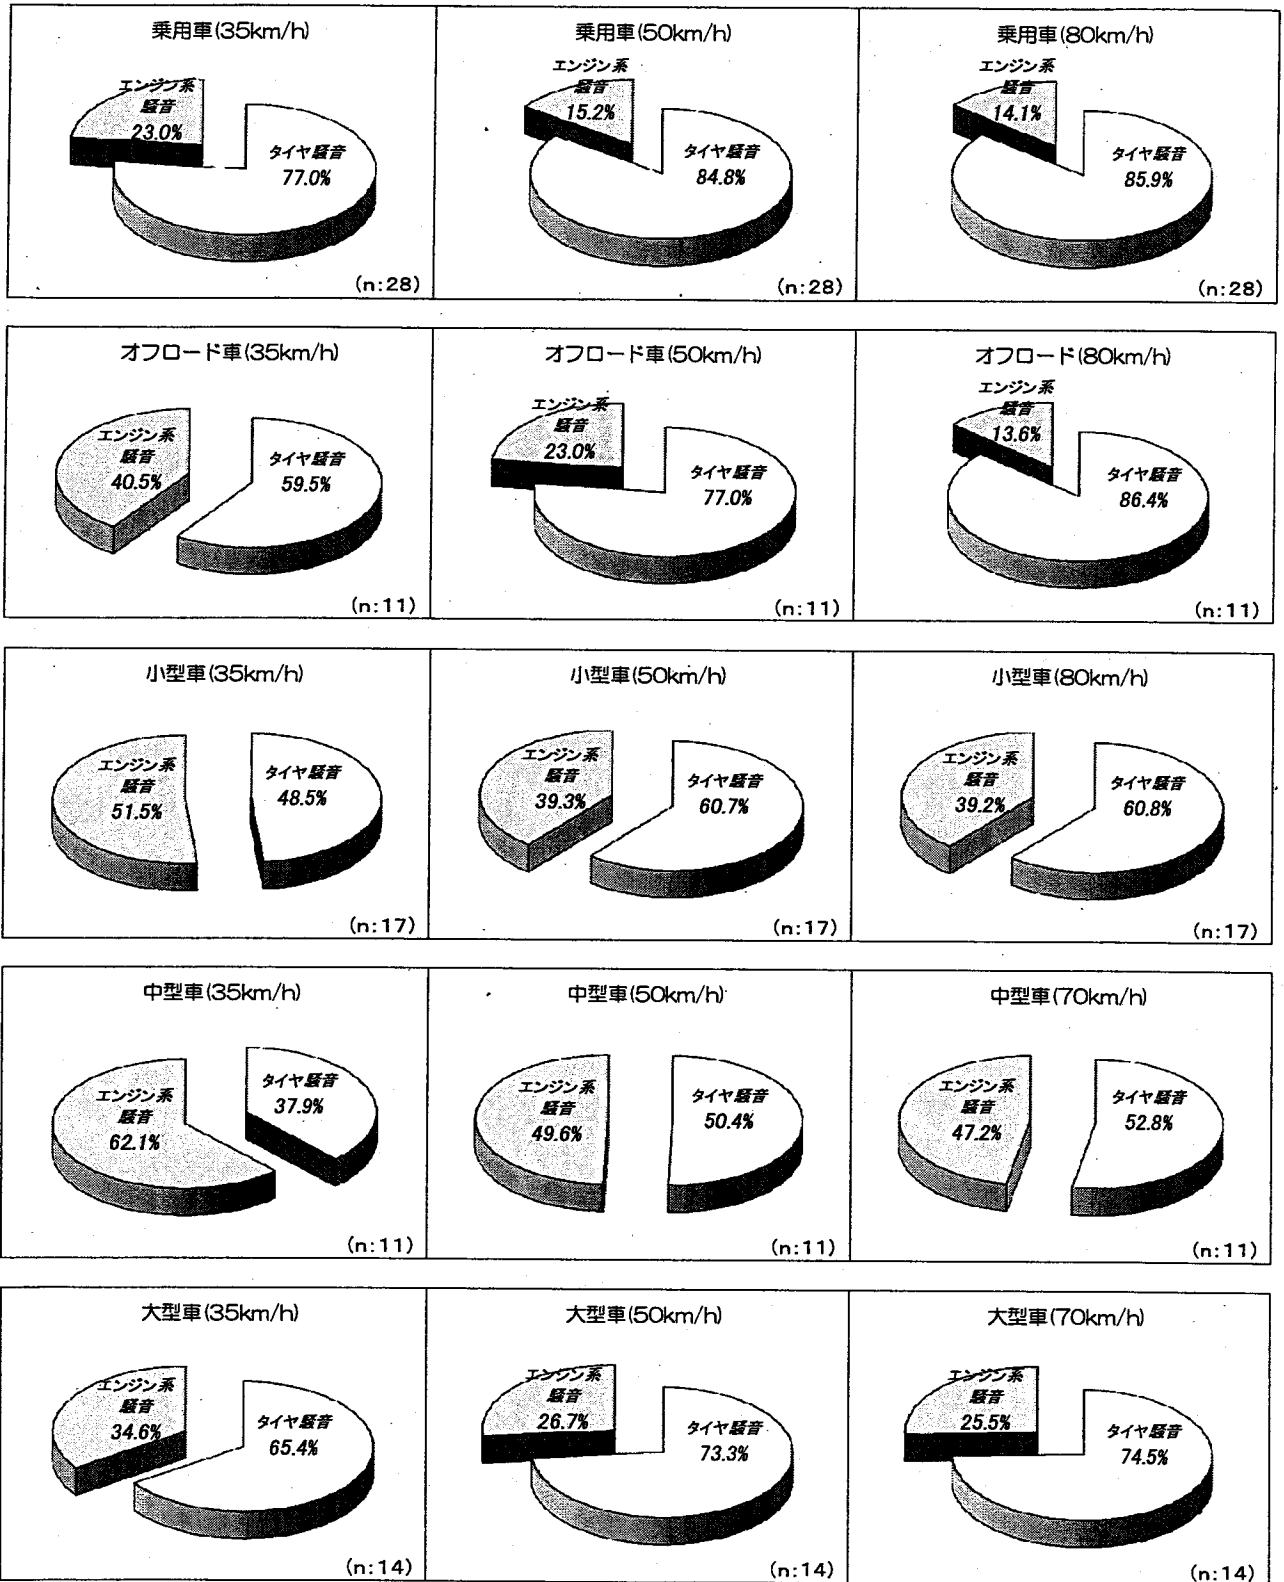 乗用車(35km/h)
エンジン系
騒音
23.0%
タイヤ騒音
77.0%
(n:28)
乗用車(50km/h)
エンジン系
騒音
15.2%
タイヤ騒音
84.8%
(n:28)
乗用車(80km/h)
エンジン系
騒音
14.1%
タイヤ騒音
85.9%
(n:28)
オフロード車(35km/h)
エンジン系
騒音
40.5%
タイヤ騒音
59.5%
(n:11)
オフロード車(50km/h)
エンジン系
騒音
23.0%
タイヤ騒音
77.0%
(n:11)
オフロード(80km/h)
エンジン系
騒音
13.6%
タイヤ騒音
86.4%
(n:11)
小型車(35km/h)
エンジン系
騒音
51.5%
タイヤ騒音
48.5%
(n:17)
小型車(50km/h)
エンジン系
騒音
39.3%
タイヤ騒音
60.7%
(n:17)
小型車(80km/h)
エンジン系
騒音
39.2%
タイヤ騒音
60.8%
(n:17)
中型車(35km/h)
エンジン系
騒音
62.1%
タイヤ騒音
37.9%
(n:11)
中型車(50km/h)
エンジン系
騒音
49.6%
タイヤ騒音
50.4%
(n:11)
中型車(70km/h)
エンジン系
騒音
47.2%
タイヤ騒音
52.8%
(n:11)
大型車(35km/h)
エンジン系
騒音
34.6%
タイヤ騒音
65.4%
(n:14)
大型車(50km/h)
エンジン系
騒音
26.7%
タイヤ騒音
73.3%
(n:14)
大型車(70km/h)
エンジン系
騒音
25.5%
タイヤ騒音
74.5%
(n:14)